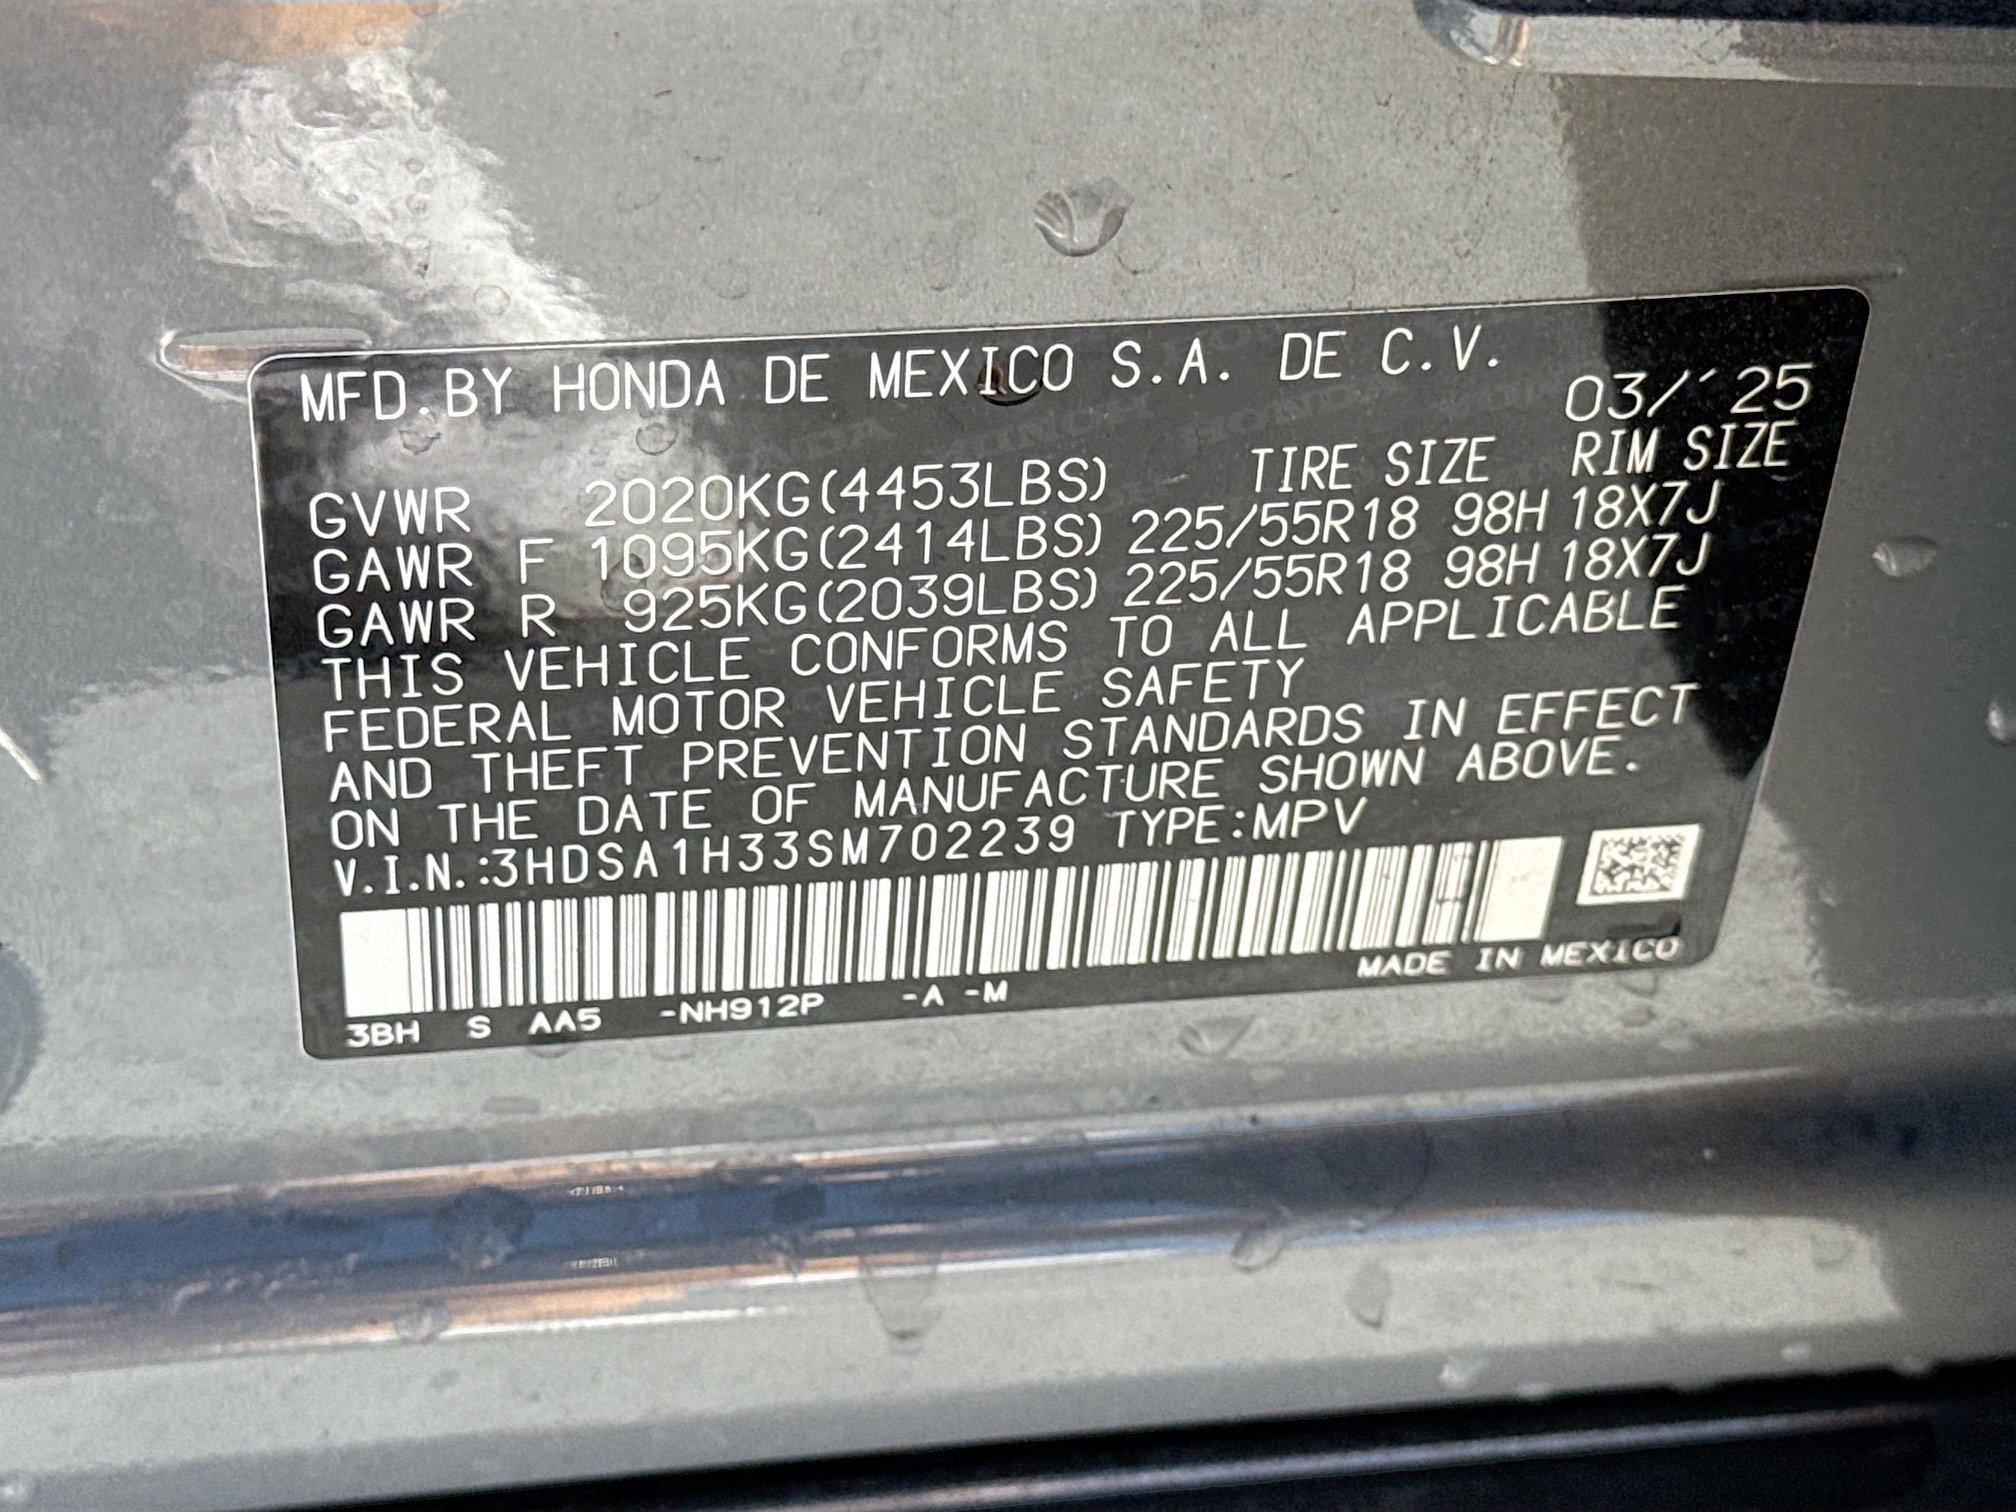 MFD.BY HONDA DE MEXICO S.A. DE C.V.
03/'25
GVWR 2020KG(4453LBS) TIRE SIZE RIM SIZE
GAWR F 1095KG(2414LBS) 225/55R18 98H 18X7J
GAWR R 925KG(2039LBS) 225/55R18 98H 18X7J
THIS VEHICLE CONFORMS TO ALL APPLICABLE
FEDERAL MOTOR VEHICLE SAFETY
AND THEFT PREVENTION STANDARDS IN EFFECT
ON THE DATE OF MANUFACTURE SHOWN ABOVE.
V.I.N.:3HDSA1H33SM702239 TYPE:MPV
3BH S AA5 -NH912P -A -M MADE IN MEXICO